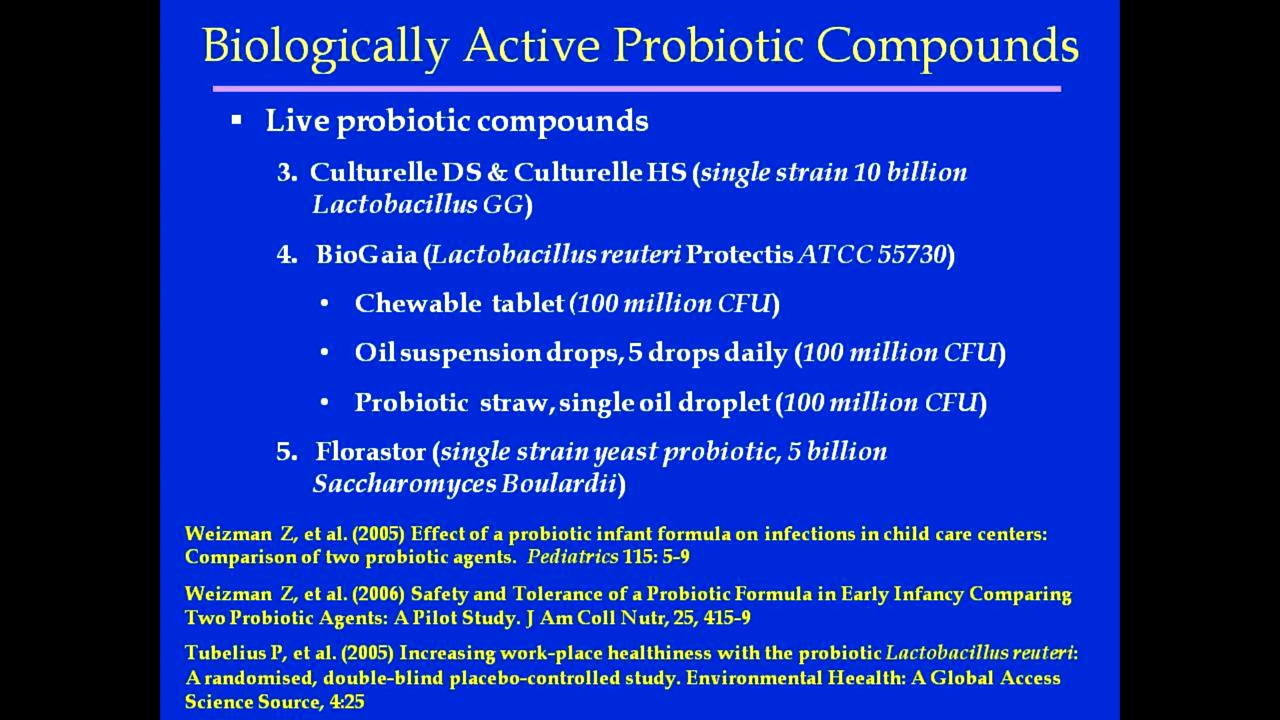 Biologically Active Probiotic Compounds
▪ Live probiotic compounds
3. Culturelle DS & Culturelle HS (single strain 10 billion
Lactobacillus GG)
4. BioGaia (Lactobacillus reuteri Protectis ATCC 55730)
• Chewable tablet (100 million CFU)
• Oil suspension drops, 5 drops daily (100 million CFU)
• Probiotic straw, single oil droplet (100 million CFU)
5. Florastor (single strain yeast probiotic, 5 billion
Saccharomyces Boulardii)
Weizman Z, et al. (2005) Effect of a probiotic infant formula on infections in child care centers:
Comparison of two probiotic agents. Pediatrics 115: 5-9
Weizman Z, et al. (2006) Safety and Tolerance of a Probiotic Formula in Early Infancy Comparing
Two Probiotic Agents: A Pilot Study. J Am Coll Nutr, 25, 415-9
Tubelius P, et al. (2005) Increasing work-place healthiness with the probiotic Lactobacillus reuteri:
A randomised, double-blind placebo-controlled study. Environmental Heealth: A Global Access
Science Source, 4:25